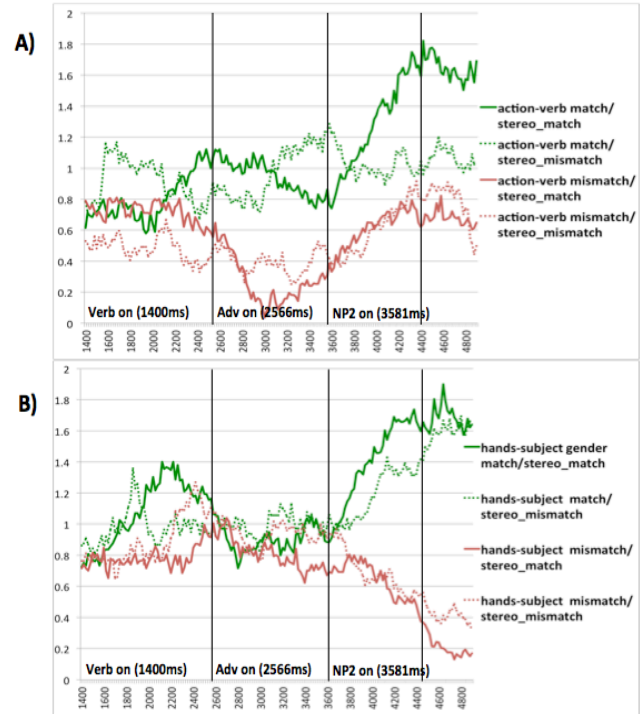 A)
2
1.8
1.6
1.4
1.2
1
0.8
0.6
0.4
0.2
0
Verb on (1400ms) Adv on (2566ms) NP2 on (3581ms)
1400 1600 1800 2000 2200 2400 2600 2800 3000 3200 3400 3600 3800 4000 4200 4400 4600 4800
action-verb match/
stereo_match
action-verb match/
stereo_mismatch
action-verb mismatch/
stereo_match
action-verb mismatch/
stereo_mismatch
B)
2
1.8
1.6
1.4
1.2
1
0.8
0.6
0.4
0.2
0
Verb on (1400ms) Adv on (2566ms) NP2 on (3581ms)
1400 1600 1800 2000 2200 2400 2600 2800 3000 3200 3400 3600 3800 4000 4200 4400 4600 4800
hands-subject gender
match/stereo_match
hands-subject match/
stereo_mismatch
hands-subject mismatch/
stereo_match
hands-subject mismatch/
stereo_mismatch